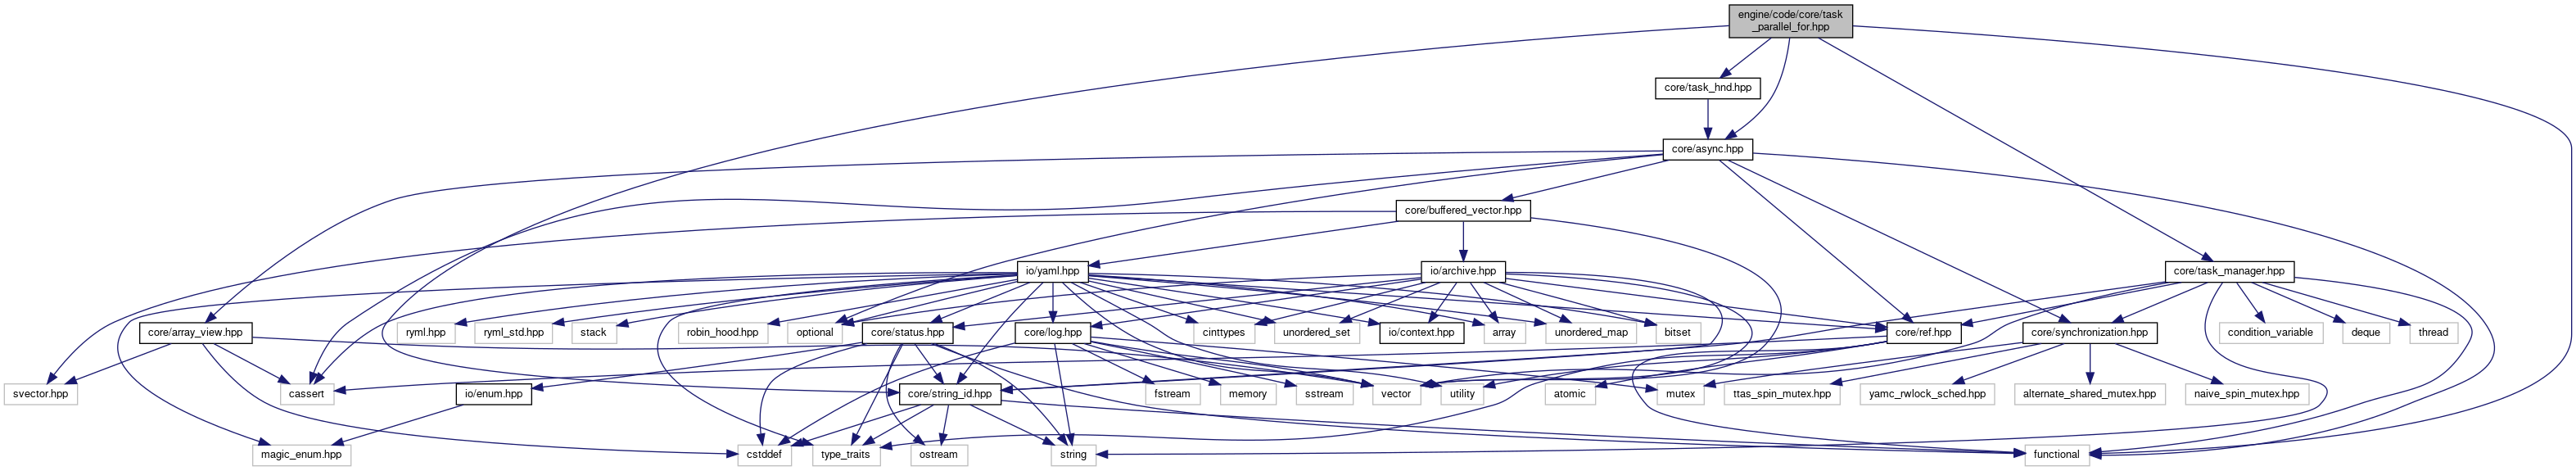 engine/code/core/task
_parallel_for.hpp
core/task_hnd.hpp
core/async.hpp
core/buffered_vector.hpp
io/yaml.hpp
io/archive.hpp
core/task_manager.hpp
core/array_view.hpp
ryml.hpp
ryml_std.hpp
stack
robin_hood.hpp
optional
core/status.hpp
core/log.hpp
cinttypes
unordered_set
io/context.hpp
array
unordered_map
bitset
core/ref.hpp
core/synchronization.hpp
condition_variable
deque
thread
svector.hpp
cassert
io/enum.hpp
core/string_id.hpp
fstream
memory
sstream
vector
utility
atomic
mutex
ttas_spin_mutex.hpp
yamc_rwlock_sched.hpp
alternate_shared_mutex.hpp
naive_spin_mutex.hpp
magic_enum.hpp
cstddef
type_traits
ostream
string
functional